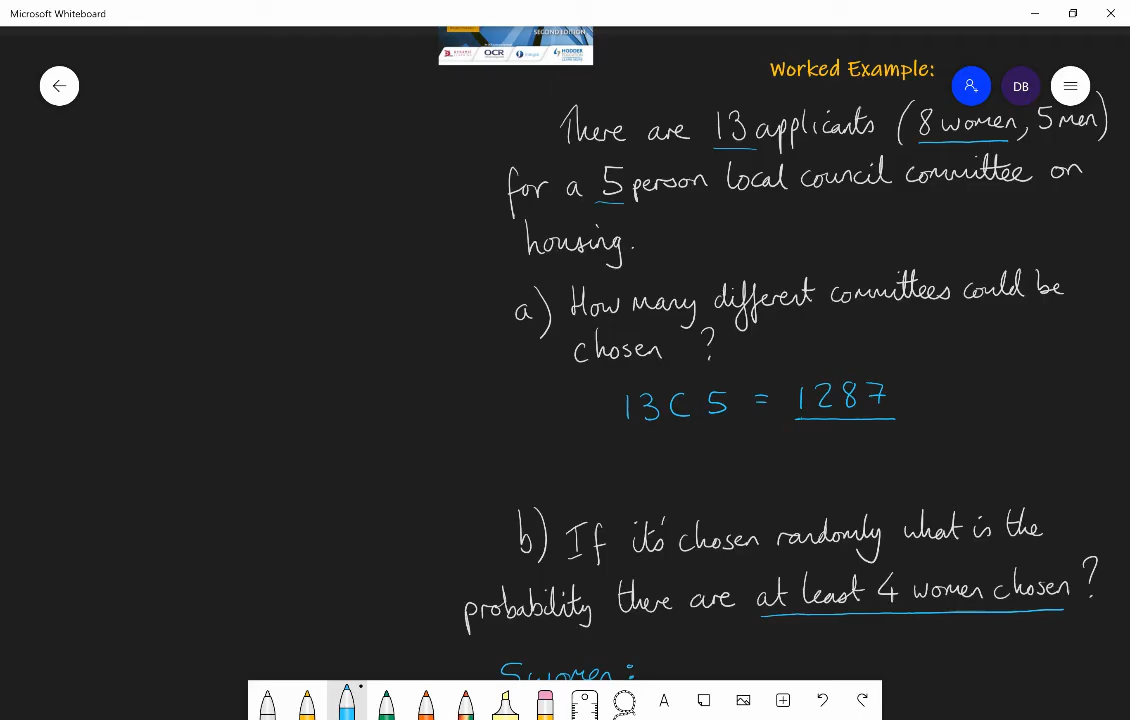 Microsoft Whiteboard
SECOND EDITION
OCR
HODDER
Worked Example:
DB
There are 13 applicants (8 women, 5 men)
for a 5 person local council committee on
housing.
a) How many different committees could be
chosen ?
13C5 = 1287
b) If it's chosen randomly what is the
probability there are at least 4 women chosen ?
5 women:
A